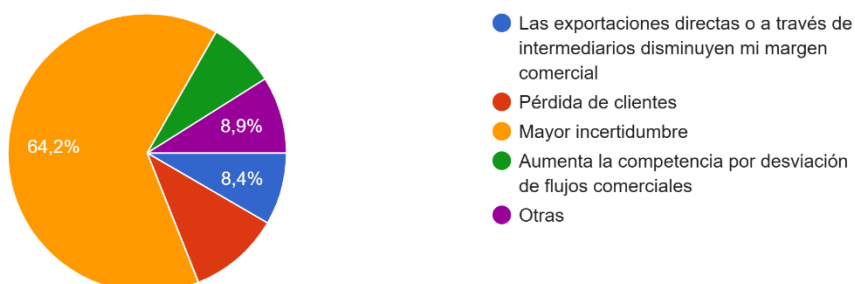 64,2%
8,9%
8,4%
Las exportaciones directas o a través de
intermediarios disminuyen mi margen
comercial
Pérdida de clientes
Mayor incertidumbre
Aumenta la competencia por desviación
de flujos comerciales
Otras